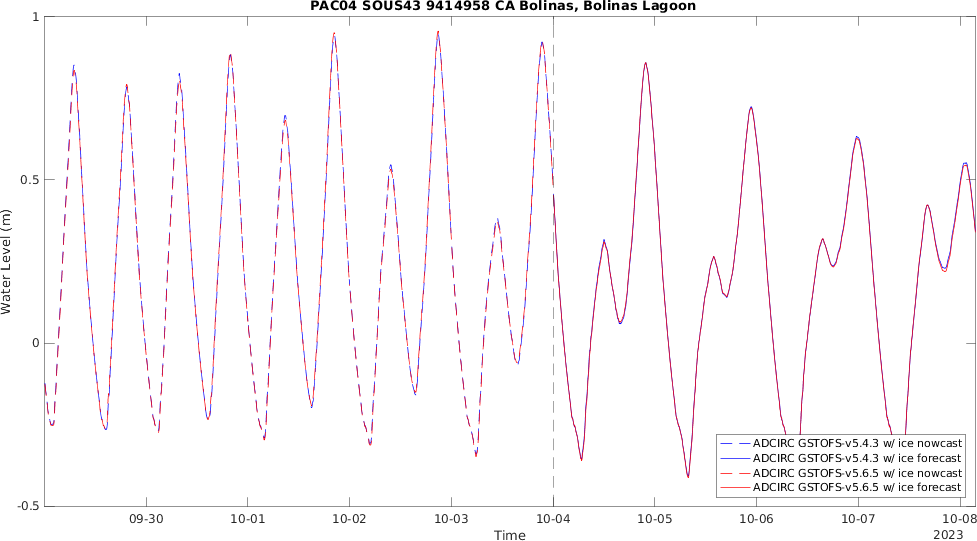 PAC04 SOUS43 9414958 CA Bolinas, Bolinas Lagoon
1
0.5
0
-0.5
Water Level (m)
ADCIRC GSTOFS-v5.4.3 w/ ice nowcast
ADCIRC GSTOFS-v5.4.3 w/ ice forecast
ADCIRC GSTOFS-v5.6.5 w/ ice nowcast
ADCIRC GSTOFS-v5.6.5 w/ ice forecast
09-30 10-01 10-02 10-03 10-04 10-05 10-06 10-07 10-08
Time
2023